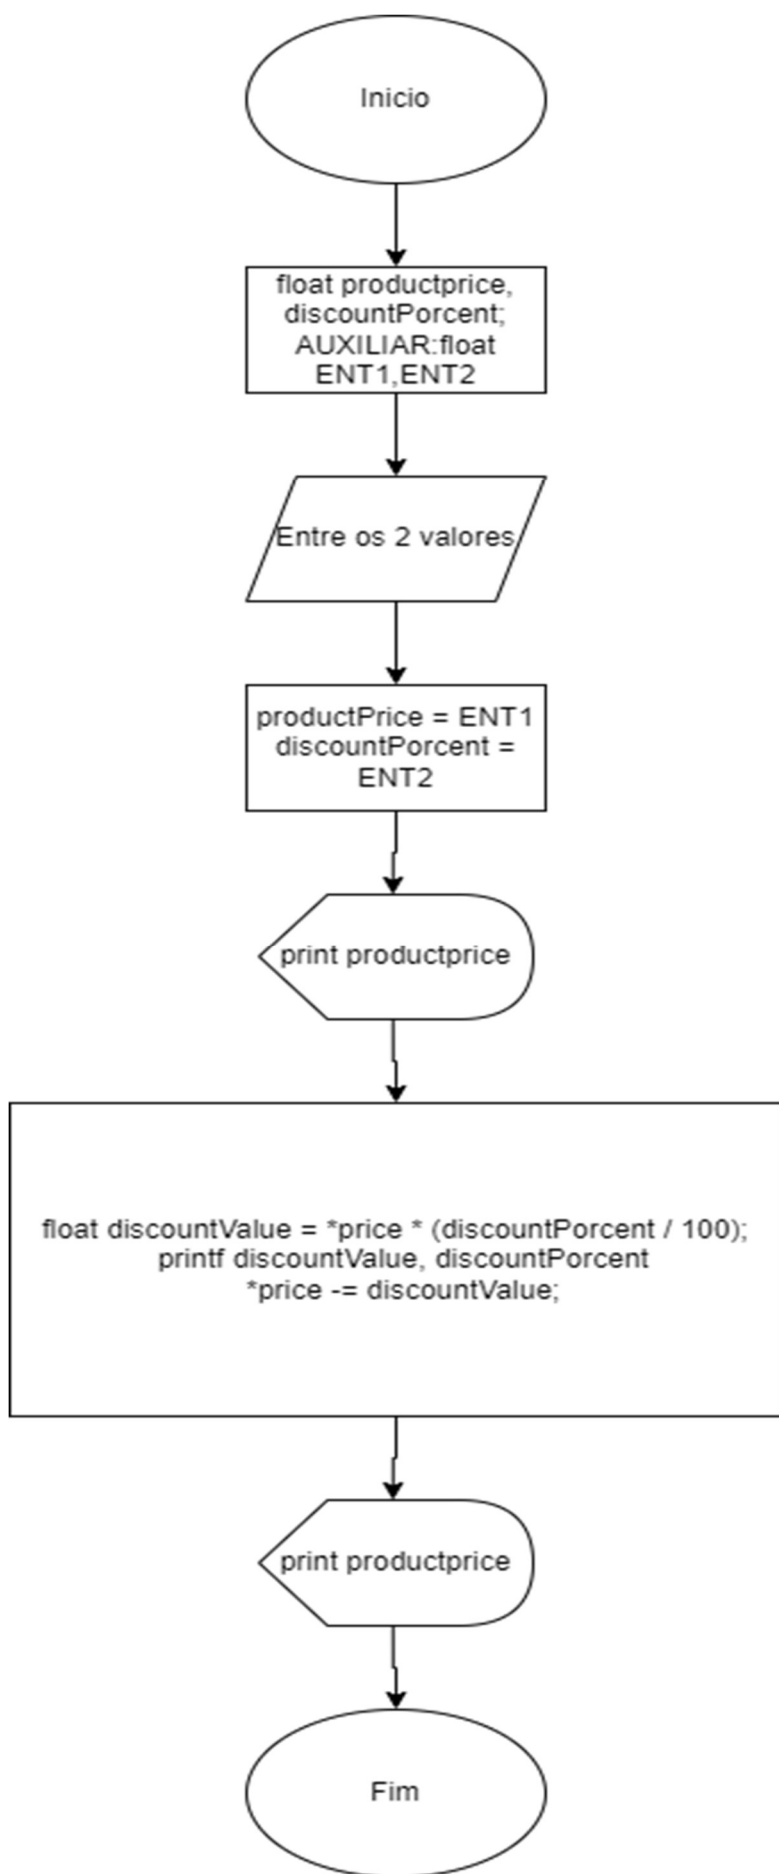 Inicio
float productprice,
discountPorcent;
AUXILIAR:float
ENT1,ENT2
Entre os 2 valores
productPrice = ENT1
discountPorcent =
ENT2
print productprice
float discountValue = *price * (discountPorcent / 100);
printf discountValue, discountPorcent
*price -= discountValue;
print productprice
Fim